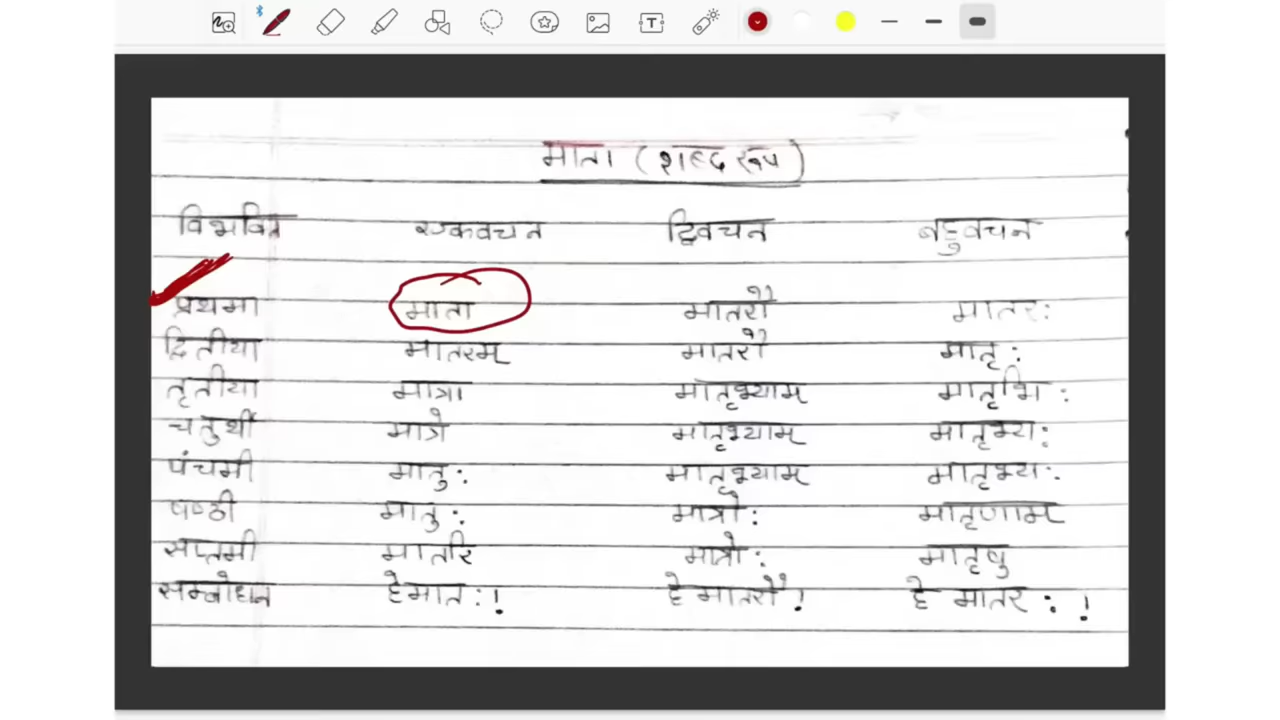 माता (शब्द रूप)
विभक्ति एकवचन द्विवचन बहुवचन
प्रथमा माता मातरौ मातर:
द्वितीया मातरम् मातरौ मातृ:
तृतीया मात्रा मातृभ्याम् मातृभि:
चतुर्थी मात्रे मातृभ्याम् मातृभ्य:
पंचमी मातु: मातृभ्याम् मातृभ्य:
षष्ठी मातु: मात्रो: मातृणाम्
सप्तमी मातरि मात्रो: मातृषु
सम्बोधन हे मात:! हे मातरौ! हे मातर:!